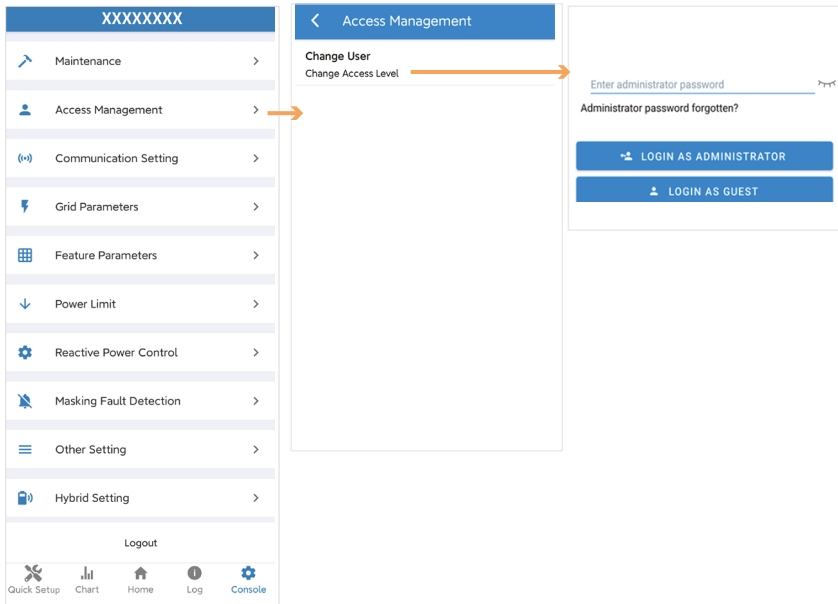 XXXXXXXX
Maintenance
Access Management
Communication Setting
Grid Parameters
Feature Parameters
Power Limit
Reactive Power Control
Masking Fault Detection
Other Setting
Hybrid Setting
Logout
Quick Setup
Chart
Home
Log
Console
Access Management
Change User
Change Access Level
Enter administrator password
Administrator password forgotten?
LOGIN AS ADMINISTRATOR
LOGIN AS GUEST